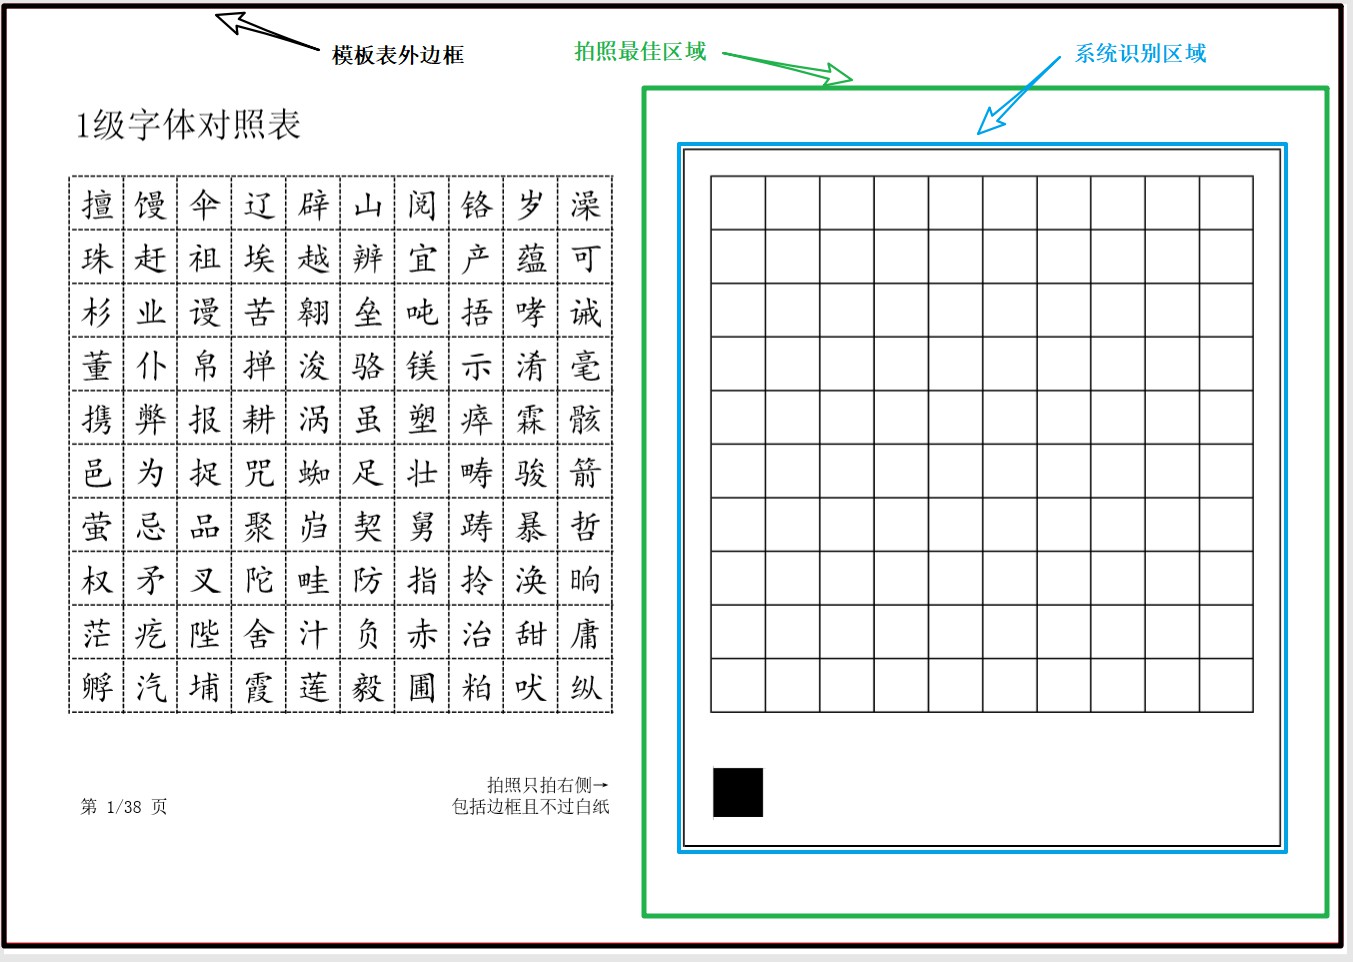 模板表外边框
拍照最佳区域
系统识别区域
1级字体对照表
擅 馒 伞 辽 辟 山 阅 铬 岁 澡
珠 赶 祖 埃 越 辨 宜 产 蕴 可
杉 业 谩 苦 翱 垒 吨 捂 哮 诫
董 仆 帛 掸 浚 骆 镁 示 淆 毫
携 弊 报 耕 涡 虽 塑 瘁 霖 骸
邑 为 捉 咒 蜘 足 壮 畴 骏 箭
萤 忌 品 聚 岿 契 舅 踌 暴 哲
权 矛 叉 陀 畦 防 指 拎 涣 晌
茫 疙 陛 舍 汁 负 赤 治 甜 庸
孵 汽 埔 霞 莲 毅 圃 粕 吠 纵
拍照只拍右侧→
第 1/38 页
包括边框且不过白纸